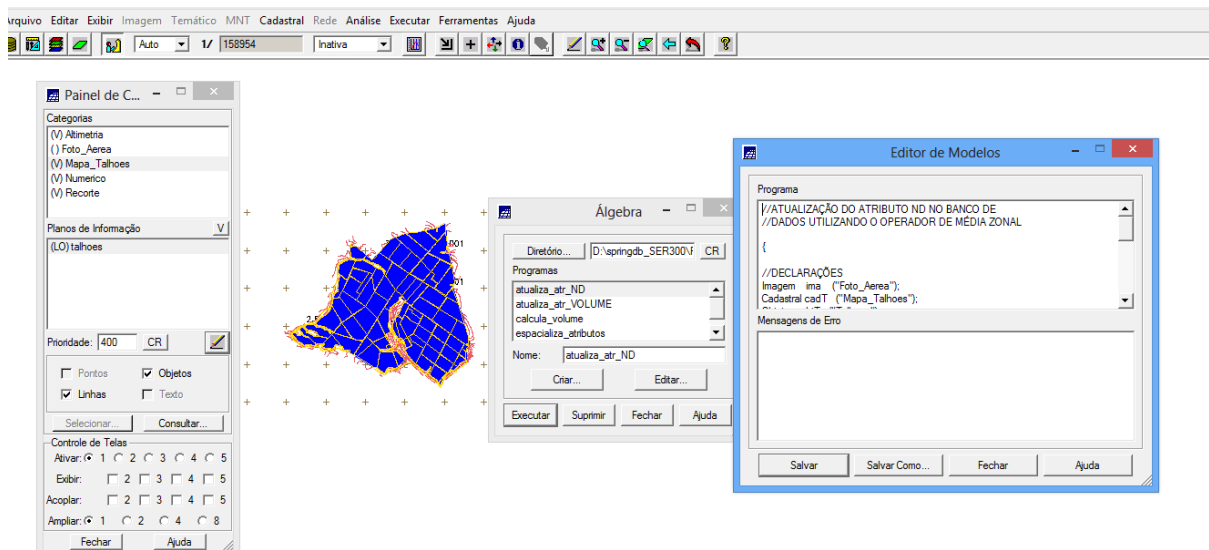 Arquivo Editar Exibir Imagem Temático MNT Cadastral Rede Análise Executar Ferramentas Ajuda
Auto 1/ 158954 Inativa
Painel de C...
Categorias
(V) Altimetria
( ) Foto_Aerea
(V) Mapa_Talhoes
(V) Numerico
(V) Recorte
Planos de Informação V
(LO) talhoes
Prioridade: 400 CR
Pontos Objetos
Linhas Texto
Selecionar... Consultar...
Controle de Telas
Ativar: 1 2 3 4 5
Exibir: 2 3 4 5
Acoplar: 2 3 4 5
Ampliar: 1 2 4 8
Fechar Ajuda
Álgebra
Diretório... D:\springdb_SER300\ CR
Programas
atualiza_atr_ND
atualiza_atr_VOLUME
calcula_volume
espacializa_atributos
Nome: atualiza_atr_ND
Criar... Editar...
Executar Suprimir Fechar Ajuda
Editor de Modelos
Programa
//ATUALIZAÇÃO DO ATRIBUTO ND NO BANCO DE
//DADOS UTILIZANDO O OPERADOR DE MÉDIA ZONAL
{
//DECLARAÇÕES
Imagem ima ("Foto_Aerea");
Cadastral cadT ("Mapa_Talhoes");
Mensagens de Erro
Salvar Salvar Como... Fechar Ajuda